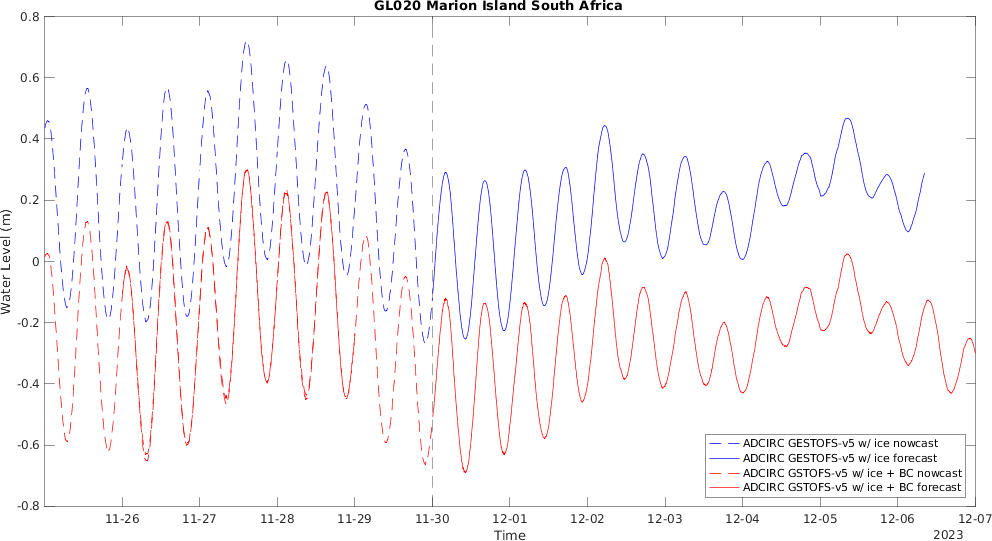 GL020 Marion Island South Africa
0.8
0.6
0.4
0.2
0
-0.2
-0.4
-0.6
-0.8
Water Level (m)
ADCIRC GESTOFS-v5 w/ ice nowcast
ADCIRC GESTOFS-v5 w/ ice forecast
ADCIRC GSTOFS-v5 w/ ice + BC nowcast
ADCIRC GSTOFS-v5 w/ ice + BC forecast
11-26 11-27 11-28 11-29 11-30 12-01 12-02 12-03 12-04 12-05 12-06 12-07
Time
2023